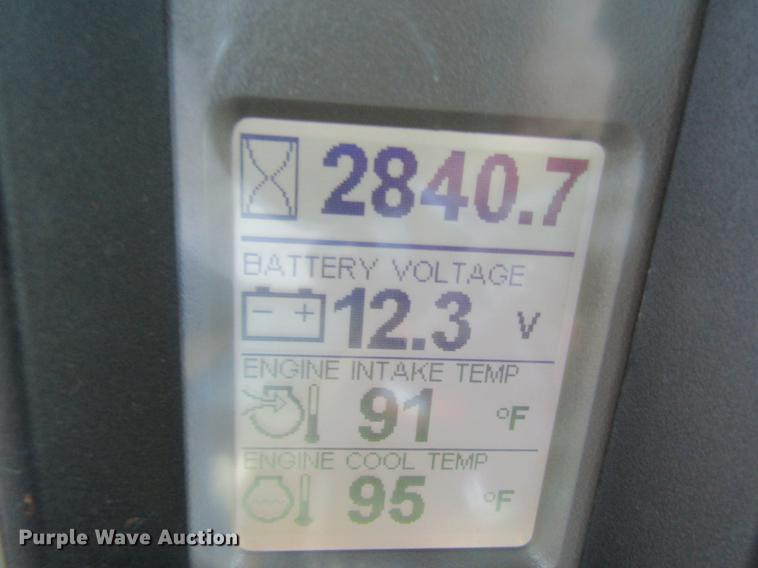 2840.7
BATTERY VOLTAGE
- + 12.3 V
ENGINE INTAKE TEMP
91 °F
ENGINE COOL TEMP
95 °F
Purple Wave Auction